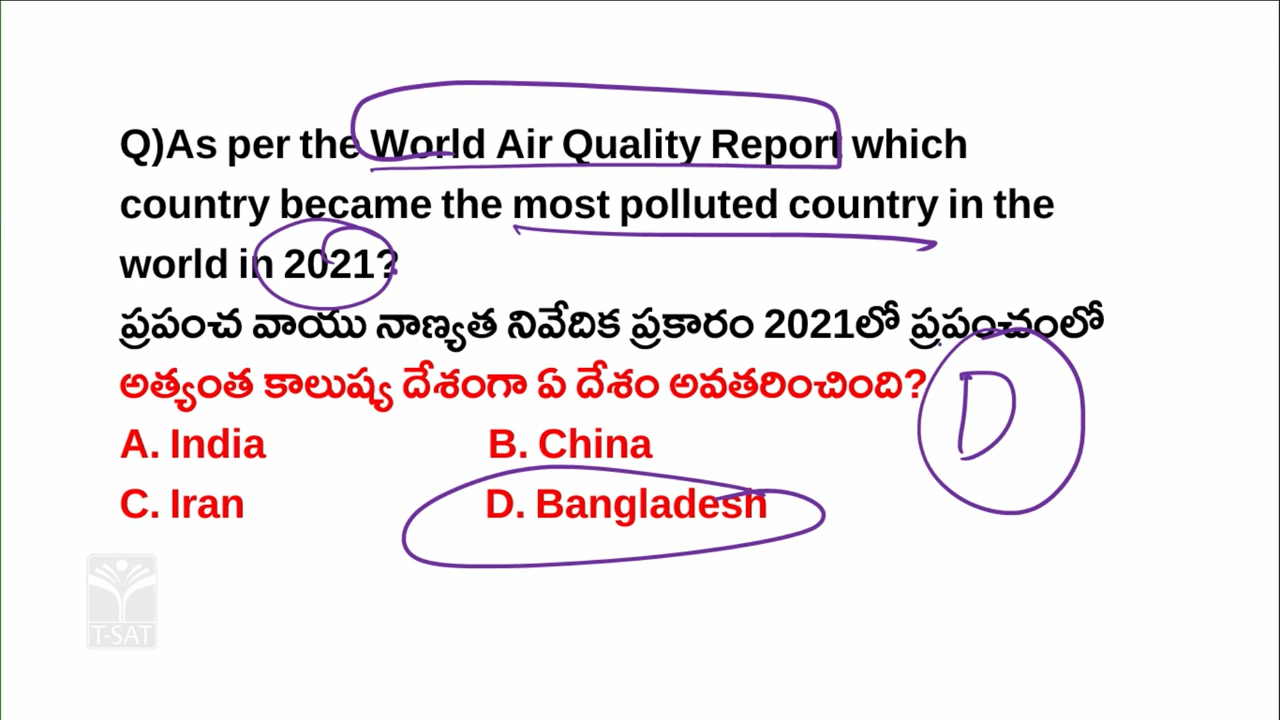 Q)As per the World Air Quality Report which
country became the most polluted country in the
world in 2021?
ప్రపంచ వాయు నాణ్యత నివేదిక ప్రకారం 2021లో ప్రపంచంలో
అత్యంత కాలుష్య దేశంగా ఏ దేశం అవతరించింది?
D
A. India B. China
C. Iran D. Bangladesh
T-SAT